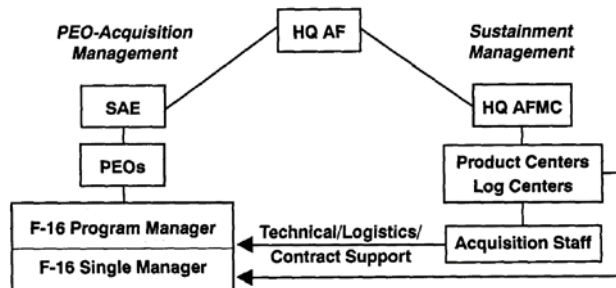 PEO-Acquisition
Management
HQ AF
Sustainment
Management
SAE
HQ AFMC
PEOs
Product Centers
Log Centers
F-16 Program Manager
F-16 Single Manager
Technical/Logistics/
Contract Support
Acquisition Staff